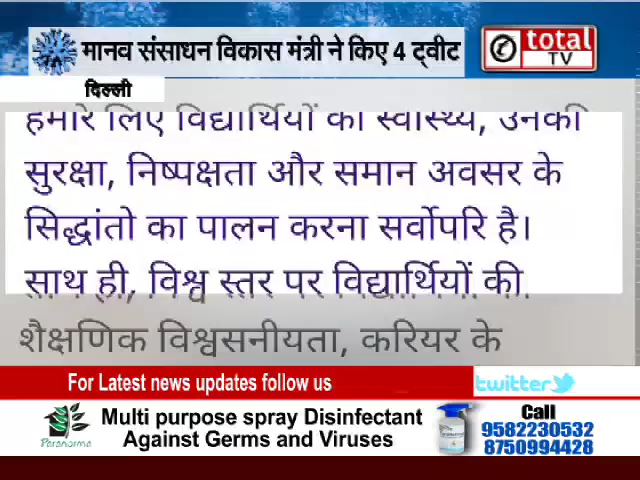 मानव संसाधन विकास मंत्री ने किए 4 ट्वीट
total
TV
दिल्ली
हमारे लिए विद्यार्थियों का स्वास्थ्य, उनकी
सुरक्षा, निष्पक्षता और समान अवसर के
सिद्धांतो का पालन करना सर्वोपरि है।
साथ ही, विश्व स्तर पर विद्यार्थियों की
शैक्षणिक विश्वसनीयता, करियर के
For Latest news updates follow us
twitter
Multi purpose spray Disinfectant
Against Germs and Viruses
Call
9582230532
8750994428